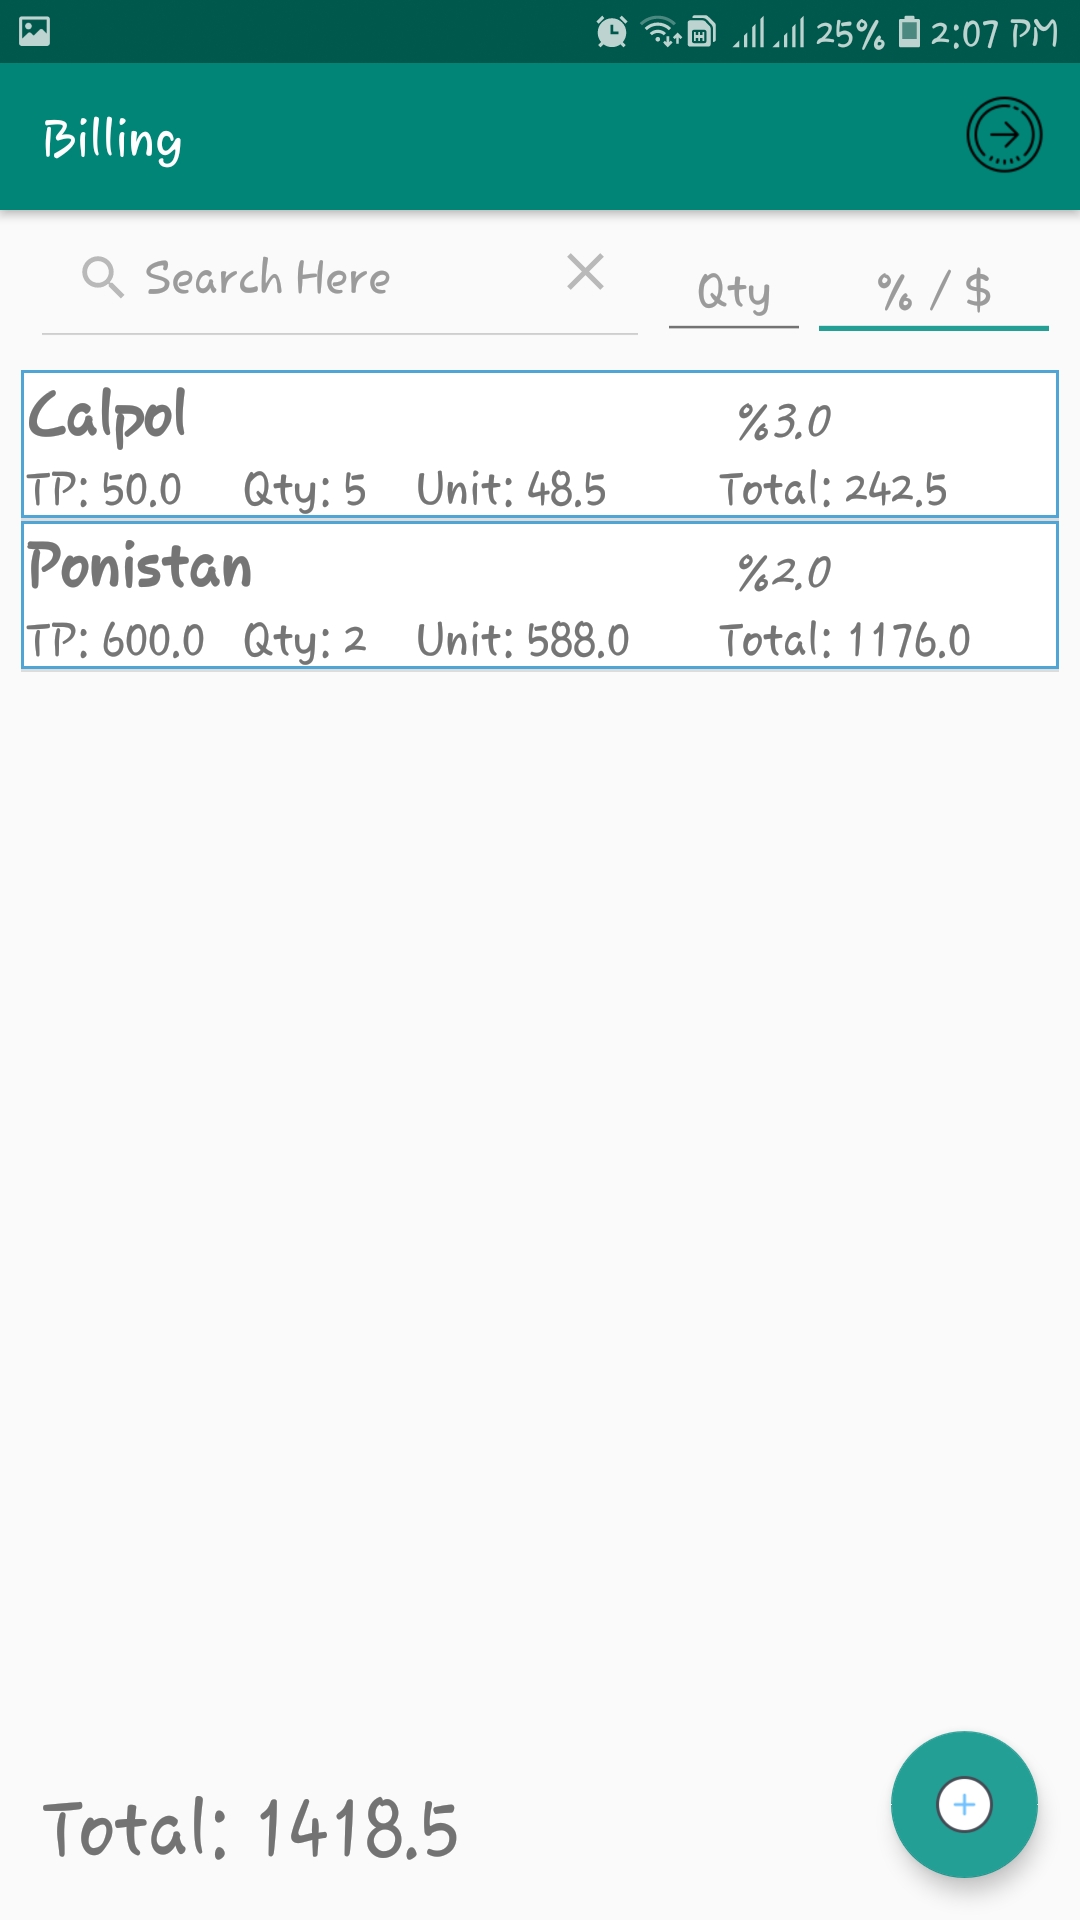 25% 2:07 PM
Billing
Search Here Qty % / $
Calpol %3.0
TP: 50.0 Qty: 5 Unit: 48.5 Total: 242.5
Ponistan %2.0
TP: 600.0 Qty: 2 Unit: 588.0 Total: 1176.0
Total: 1418.5